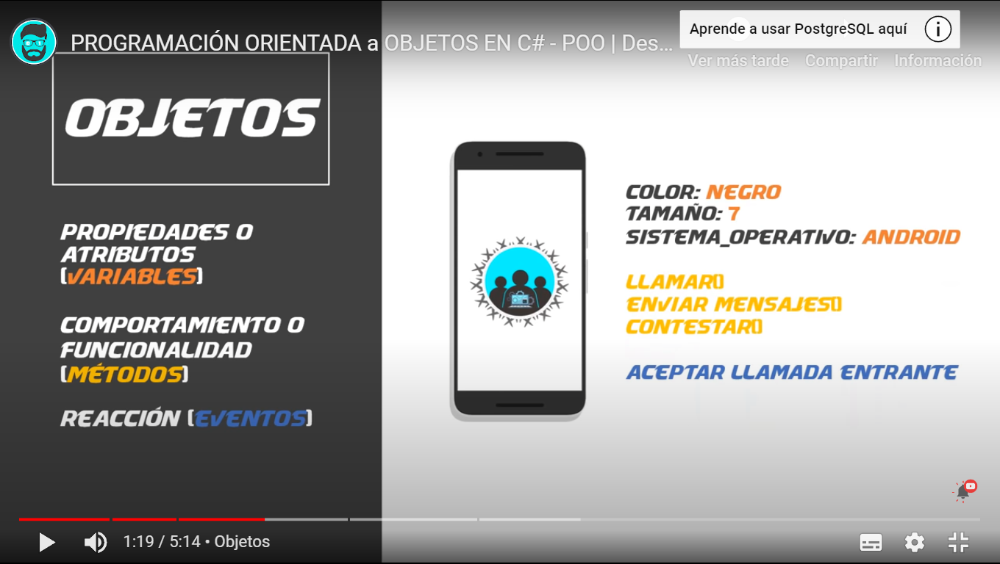 PROGRAMACIÓN ORIENTADA a OBJETOS EN C# - POO | Des...
Aprende a usar PostgreSQL aquí
Ver más tarde
Compartir
Información
OBJETOS
PROPIEDADES O
ATRIBUTOS
(VARIABLES)
COMPORTAMIENTO O
FUNCIONALIDAD
(MÉTODOS)
REACCIÓN (EVENTOS)
COLOR: NEGRO
TAMAÑO: 7
SISTEMA_OPERATIVO: ANDROID
LLAMAR()
ENVIAR MENSAJES()
CONTESTAR()
ACEPTAR LLAMADA ENTRANTE
1:19 / 5:14 • Objetos